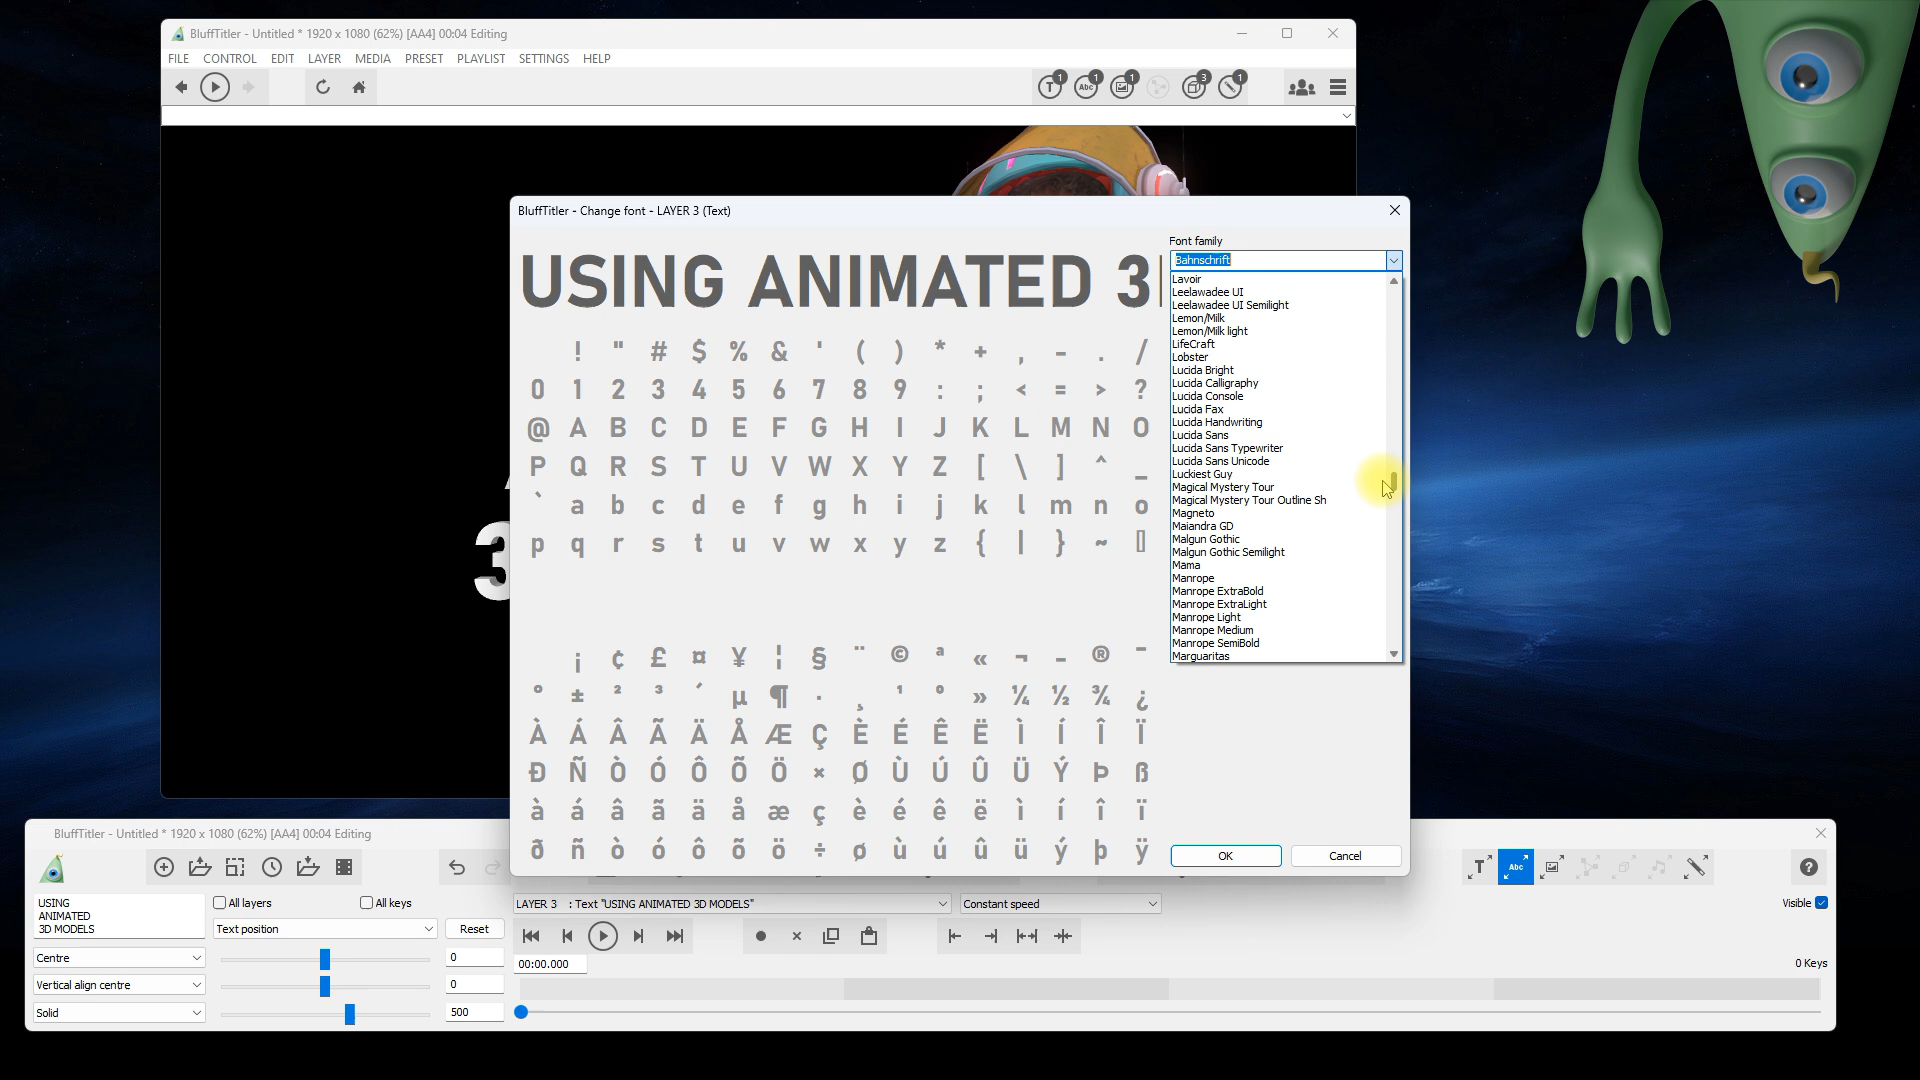 BluffTitler - Untitled * 1920 x 1080 (62%) [AA4] 00:04 Editing
FILE CONTROL EDIT LAYER MEDIA PRESET PLAYLIST SETTINGS HELP
T 1 Abc 1 1 3 1
BluffTitler - Change font - LAYER 3 (Text)
Font family
Bahnschrift
USING ANIMATED 3
Lavoir
Leelawadee UI
Leelawadee UI Semilight
Lemon/Milk
Lemon/Milk light
LifeCraft
Lobster
Lucida Bright
Lucida Calligraphy
Lucida Console
Lucida Fax
Lucida Handwriting
Lucida Sans
Lucida Sans Typewriter
Lucida Sans Unicode
Luckiest Guy
Magical Mystery Tour
Magical Mystery Tour Outline Sh
Magneto
Maiandra GD
Malgun Gothic
Malgun Gothic Semilight
Mama
Manrope
Manrope ExtraBold
Manrope ExtraLight
Manrope Light
Manrope Medium
Manrope SemiBold
Marguaritas
! " # $ % & ' ( ) * + , - . /
0 1 2 3 4 5 6 7 8 9 : ; < = > ?
@ A B C D E F G H I J K L M N O
P Q R S T U V W X Y Z [ \ ] ^ _
` a b c d e f g h i j k l m n o
p q r s t u v w x y z { | } ~
¡ ¢ £ ¤ ¥ ¦ § ¨ © ª « ¬ - ® ¯
° ± ² ³ ´ µ ¶ · ¸ ¹ º » ¼ ½ ¾ ¿
À Á Â Ã Ä Å Æ Ç È É Ê Ë Ì Í Î Ï
Ð Ñ Ò Ó Ô Õ Ö × Ø Ù Ú Û Ü Ý Þ ß
à á â ã ä å æ ç è é ê ë ì í î ï
ð ñ ò ó ô õ ö ÷ ø ù ú û ü ý þ ÿ
OK Cancel
3
BluffTitler - Untitled * 1920 x 1080 (62%) [AA4] 00:04 Editing
T Abc ?
USING
ANIMATED
3D MODELS
All layers All keys
LAYER 3 : Text "USING ANIMATED 3D MODELS" Constant speed
Visible
Text position Reset
Centre 0
00:00.000
0 Keys
Vertical align centre 0
Solid 500